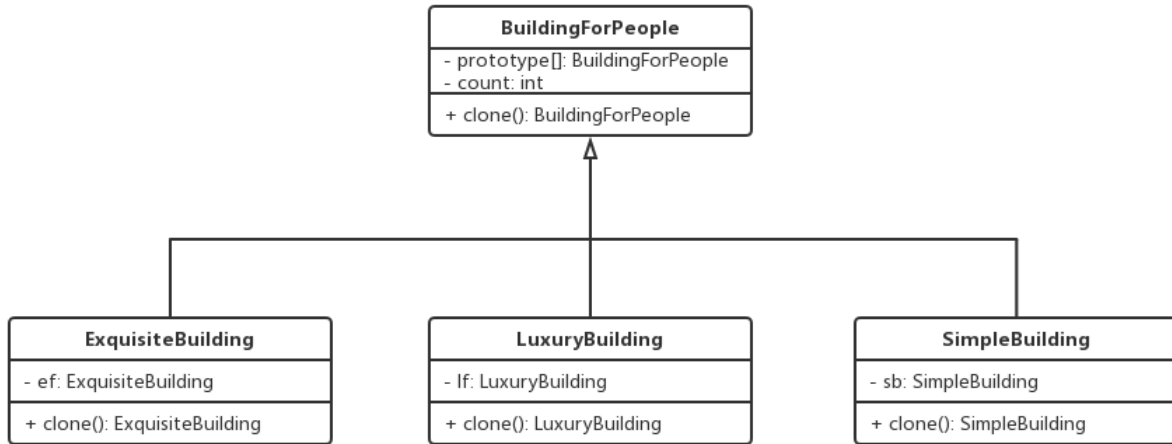 BuildingForPeople
- prototype[]: BuildingForPeople
- count: int
+ clone(): BuildingForPeople
ExquisiteBuilding
- ef: ExquisiteBuilding
+ clone(): ExquisiteBuilding
LuxuryBuilding
- lf: LuxuryBuilding
+ clone(): LuxuryBuilding
SimpleBuilding
- sb: SimpleBuilding
+ clone(): SimpleBuilding